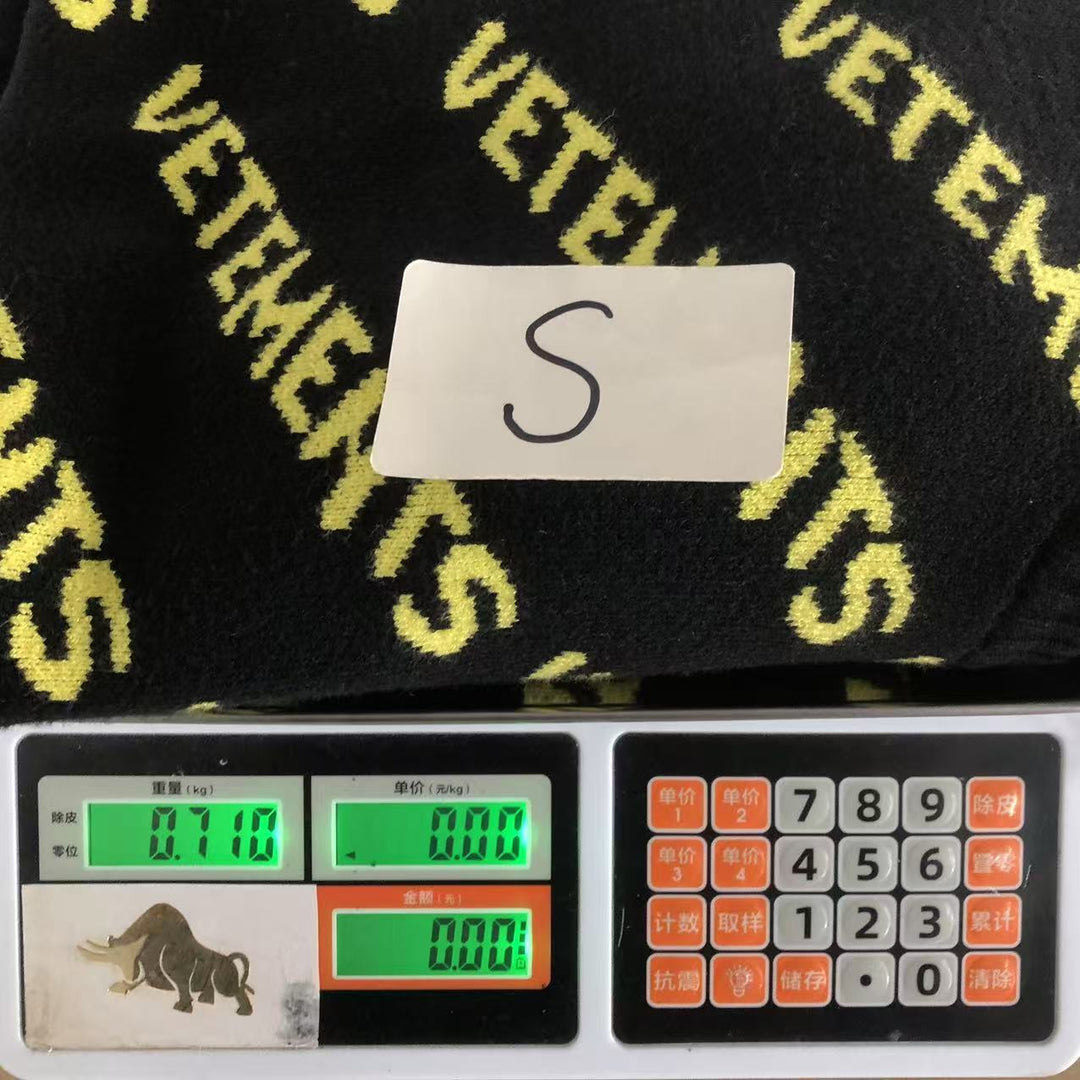 VETEMENTS
VETEMENTS
VETEM
S
重量(kg)
除皮
零位
0.710
单价(元/kg)
0.00
金额(元)
0.00
单价1 单价2 7 8 9 除皮
单价3 单价4 4 5 6 置零
计数 取样 1 2 3 累计
抗震 储存 • 0 清除